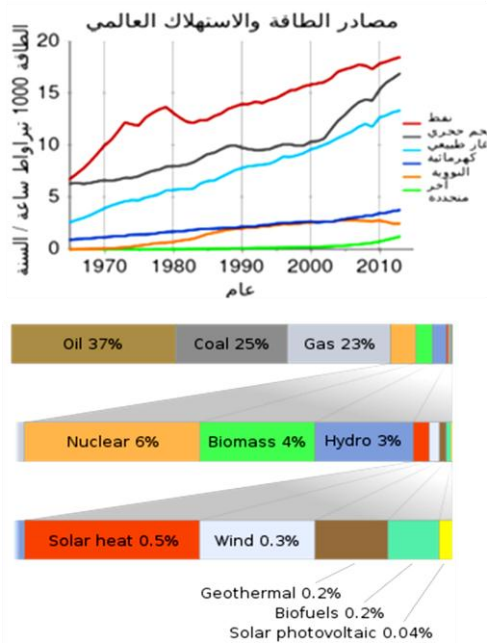 مصادر الطاقة والاستهلاك العالمي
الطاقة 1000 تيراواط ساعة / السنة
20
15
10
5
0
1970
1980
1990
2000
2010
عام
نفط
فحم حجري
غاز طبيعي
كهرمائية
النووية
آخر
متجددة
Oil 37%
Coal 25%
Gas 23%
Nuclear 6%
Biomass 4%
Hydro 3%
Solar heat 0.5%
Wind 0.3%
Geothermal 0.2%
Biofuels 0.2%
Solar photovoltaic 0.04%